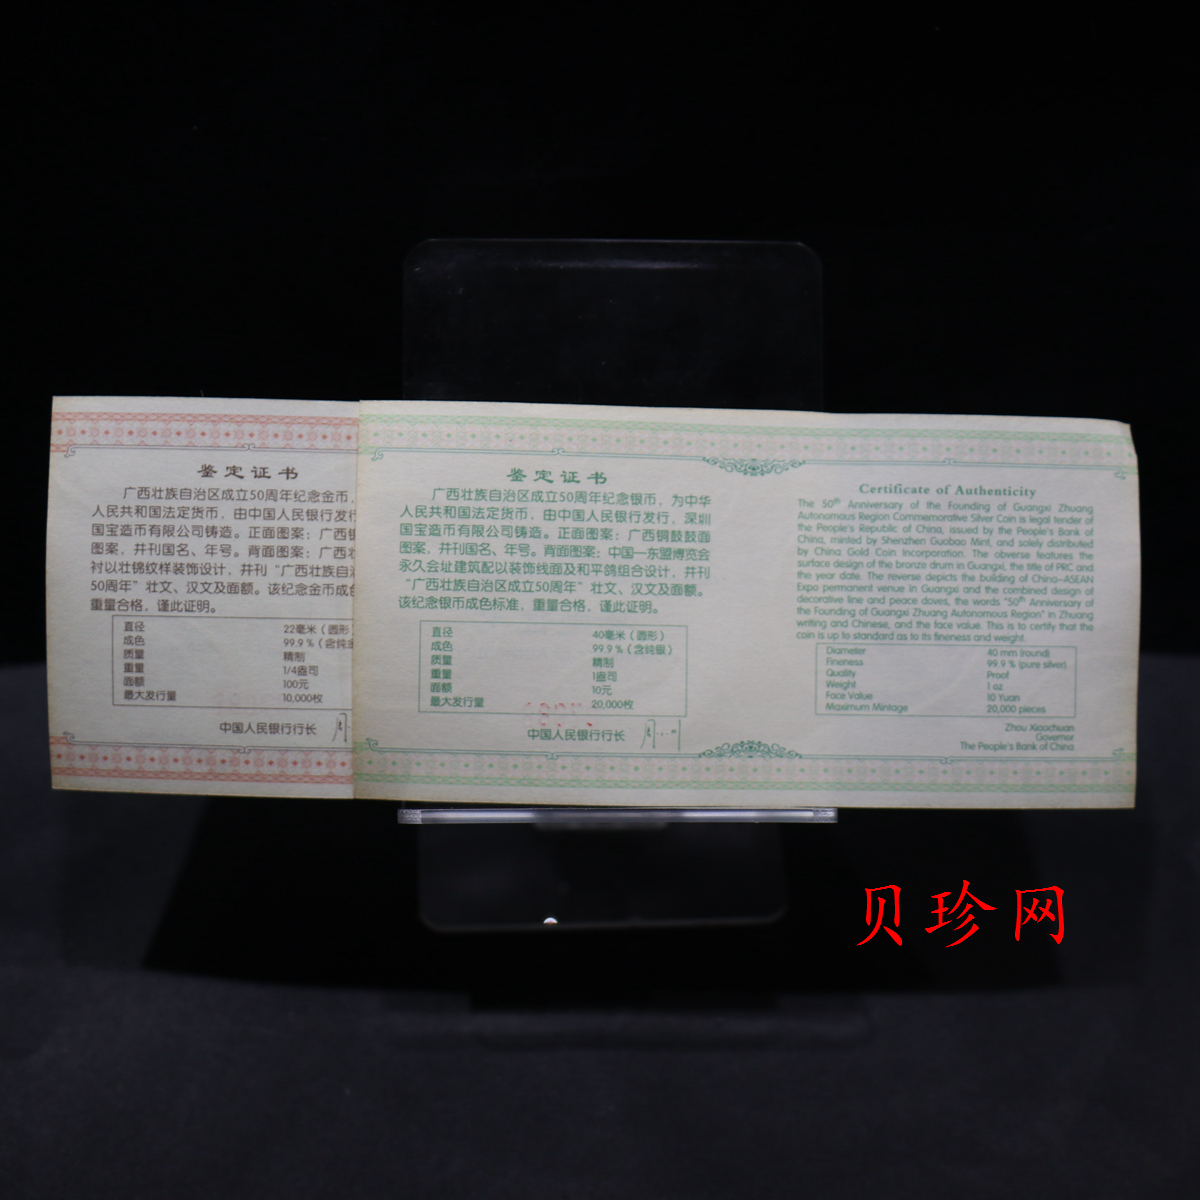 鉴定证书
广西壮族自治区成立50周年纪念金币，
人民共和国法定货币，由中国人民银行发行
国宝造币有限公司铸造。正面图案：广西铜
图案，并刊国名、年号。背面图案：广西壮
衬以壮锦纹样装饰设计，并刊“广西壮族自治
50周年”壮文、汉文及面额。该纪念金币成色
重量合格，谨此证明。
直径 22毫米（圆形
成色 99.9％（含纯金
质量 精制
重量 1/4盎司
面额 100元
最大发行量 10,000枚
中国人民银行行长
鉴定证书
广西壮族自治区成立50周年纪念银币，为中华
人民共和国法定货币，由中国人民银行发行，深圳
国宝造币有限公司铸造。正面图案：广西铜鼓鼓面
图案，并刊国名、年号。背面图案：中国—东盟博览会
永久会址建筑配以装饰线面及和平鸽组合设计，并刊
“广西壮族自治区成立50周年”壮文、汉文及面额。
该纪念银币成色标准，重量合格，谨此证明。
直径 40毫米（圆形）
成色 99.9％（含纯银）
质量 精制
重量 1盎司
面额 10元
最大发行量 20,000枚
中国人民银行行长
Certificate of Authenticity
The 50th Anniversary of the Founding of Guangxi Zhuang
Autonomous Region Commemorative Silver Coin is legal tender of
the People's Republic of China, issued by the People's Bank of
China, minted by Shenzhen Guobao Mint, and solely distributed
by China Gold Coin Incorporation. The obverse features the
surface design of the bronze drum in Guangxi, the title of PRC and
the year date. The reverse depicts the building of China-ASEAN
Expo permanent venue in Guangxi and the combined design of
decorative line and peace doves, the words "50th Anniversary of
the Founding of Guangxi Zhuang Autonomous Region" in Zhuang
writing and Chinese, and the face value. This is to certify that the
coin is up to standard as to its fineness and weight.
Diameter 40 mm (round)
Fineness 99.9 % (pure silver)
Quality Proof
Weight 1 oz
Face Value 10 Yuan
Maximum Mintage 20,000 pieces
Zhou Xiaochuan
Governor
The People's Bank of China
贝珍网